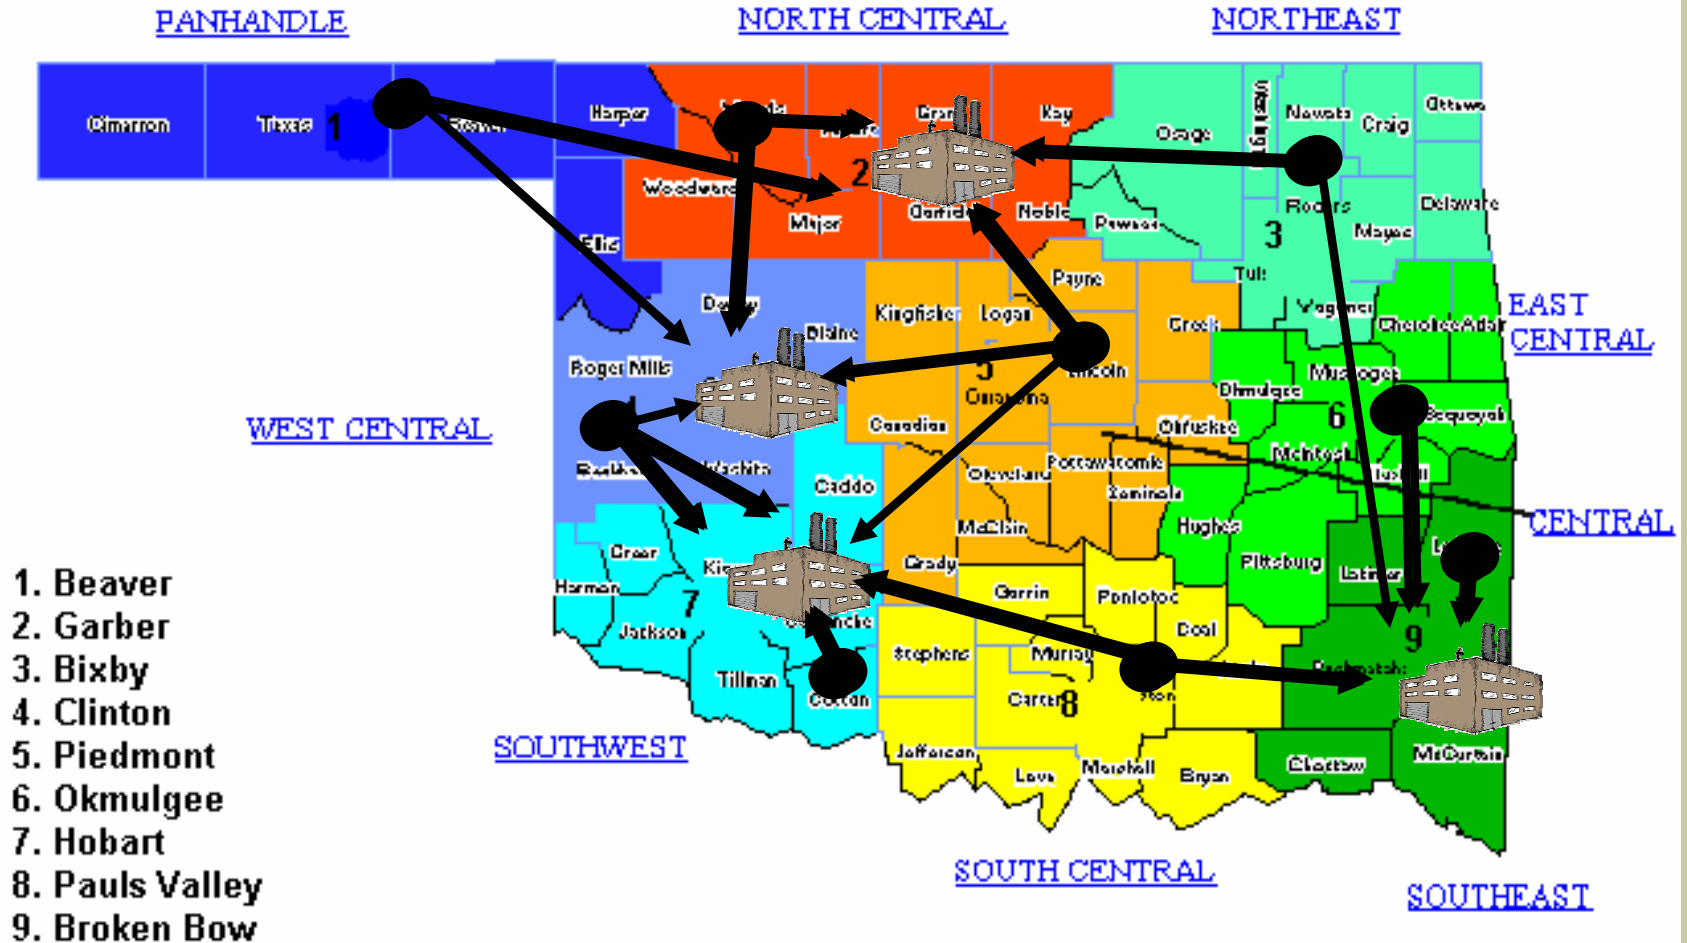 PANHANDLE
NORTH CENTRAL
NORTHEAST
Cimarron
Texas
1
Harper
Kay
Osage
Nowata
Craig
Ottawa
2
Woodward
Major
Noble
Pawnee
Rogers
3
Mayes
Delaware
Ellis
Payne
Blaine
Kingfisher
Logan
Creek
Wagoner
Cherokee
Adair
EAST
CENTRAL
Roger Mills
5
Lincoln
Okmulgee
Muskogee
6
Sequoyah
WEST CENTRAL
Canadian
Okfuskee
McIntosh
Washita
Caddo
Cleveland
Pottawatomie
Seminole
CENTRAL
McClain
Hughes
Pittsburg
Latimer
Greer
Harmon
Grady
7
Garvin
Pontotoc
Jackson
Coal
9
Stephens
Murray
Tillman
Cotton
Carter
8
SOUTHWEST
Jefferson
Love
Marshall
Bryan
Choctaw
McCurtain
SOUTH CENTRAL
SOUTHEAST
1. Beaver
2. Garber
3. Bixby
4. Clinton
5. Piedmont
6. Okmulgee
7. Hobart
8. Pauls Valley
9. Broken Bow